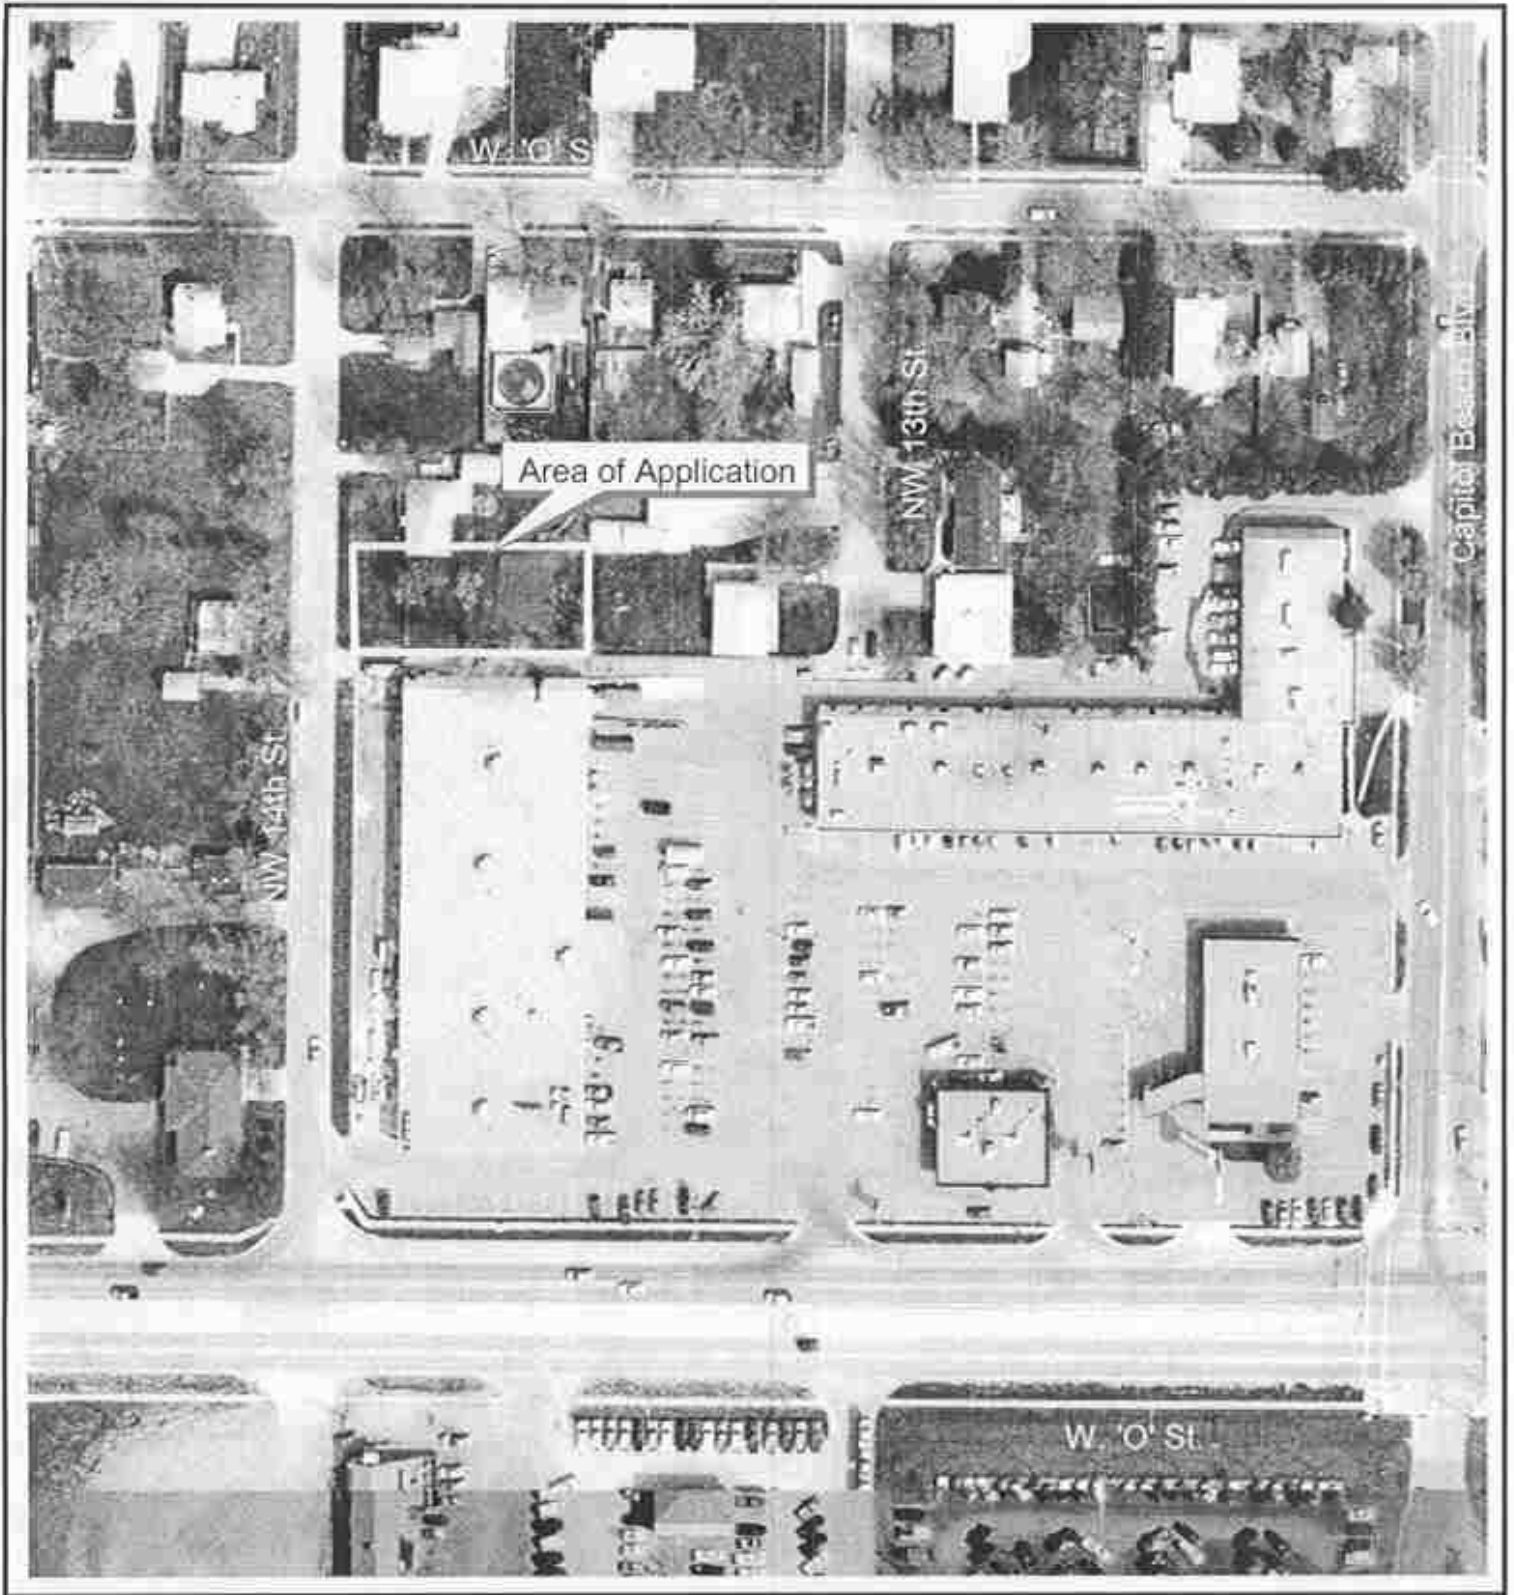 W. 'Q' S
Area of Application
NW 13th St
Capitol Beach Blvd
NW 14th St
W. 'O' St.